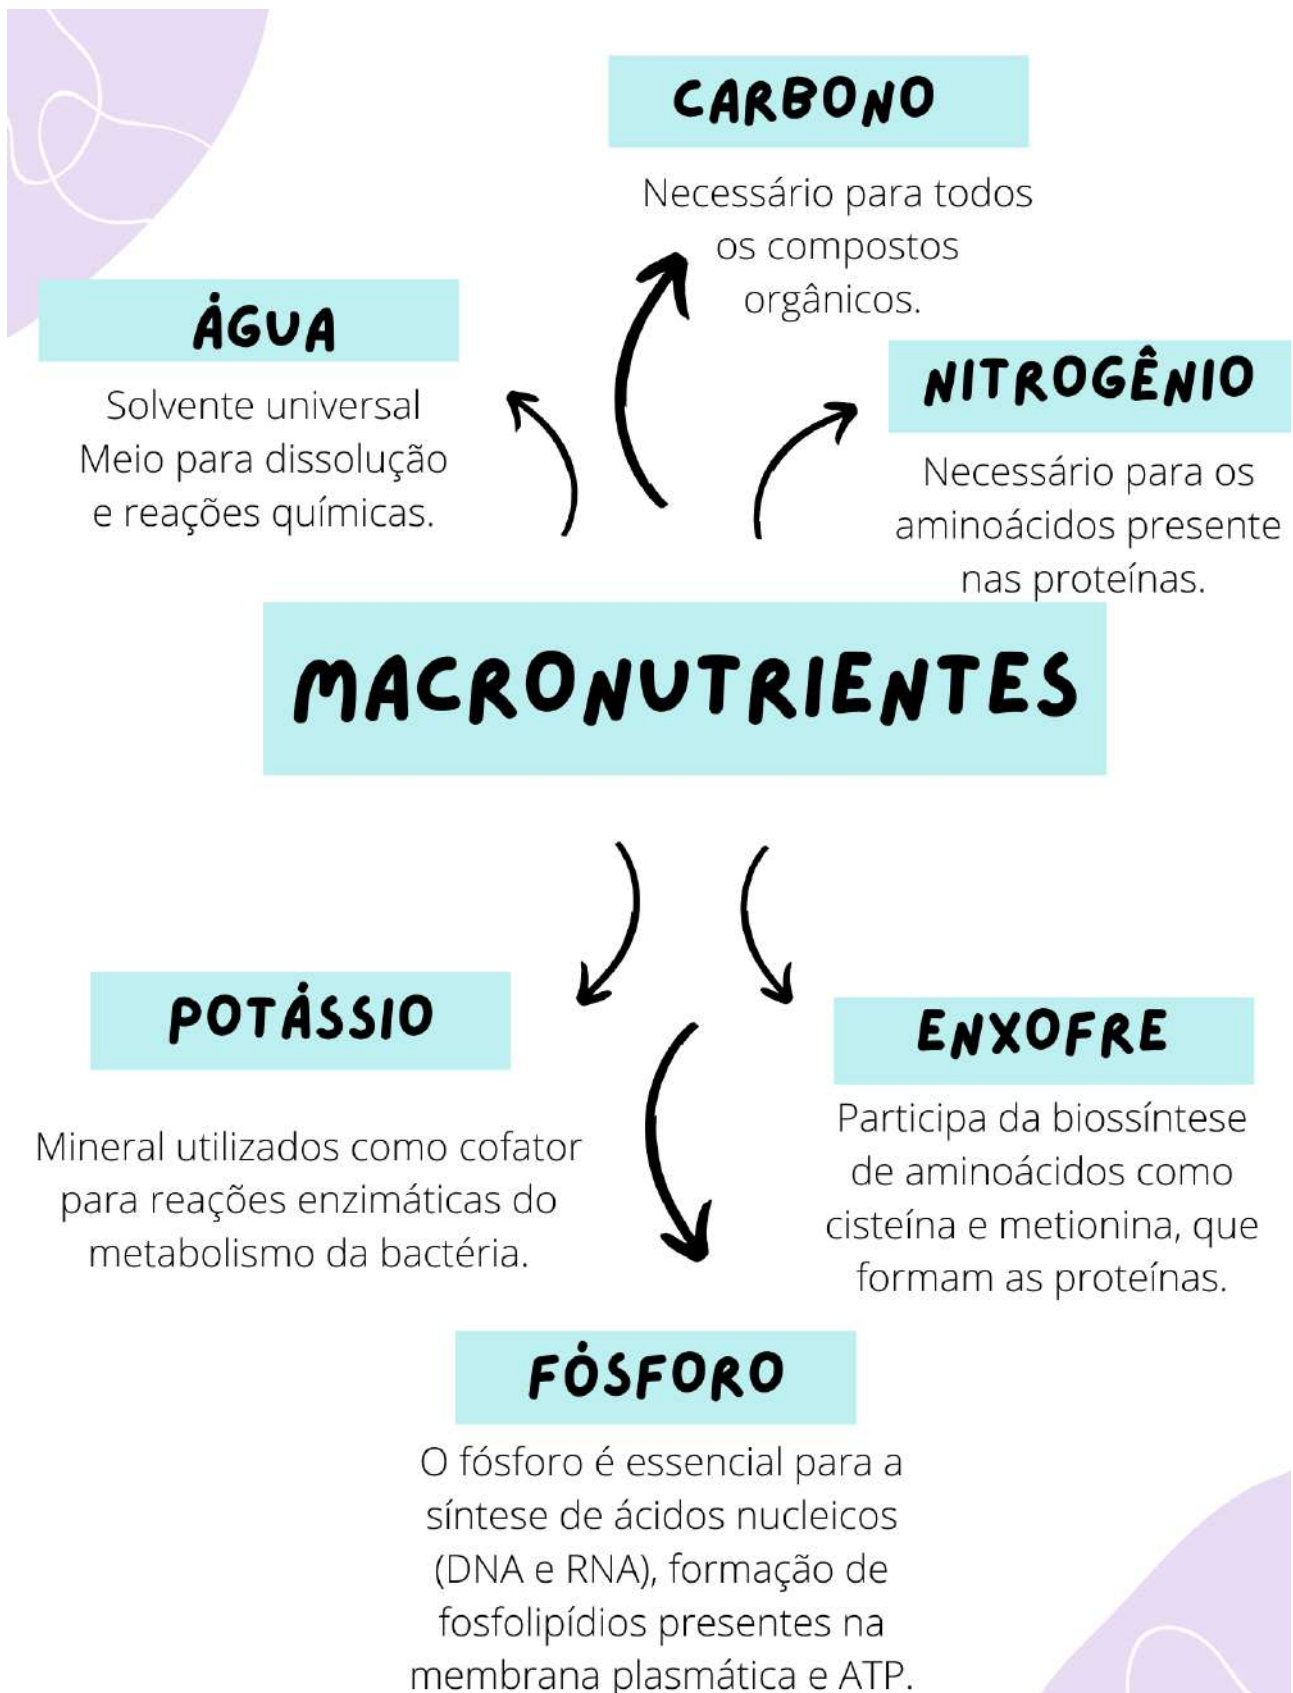 CARBONO
Necessário para todos
os compostos
orgânicos.
ÁGUA
Solvente universal
Meio para dissolução
e reações químicas.
NITROGÊNIO
Necessário para os
aminoácidos presente
nas proteínas.
MACRONUTRIENTES
POTÁSSIO
Mineral utilizados como cofator
para reações enzimáticas do
metabolismo da bactéria.
ENXOFRE
Participa da biossíntese
de aminoácidos como
cisteína e metionina, que
formam as proteínas.
FÓSFORO
O fósforo é essencial para a
síntese de ácidos nucleicos
(DNA e RNA), formação de
fosfolipídios presentes na
membrana plasmática e ATP.